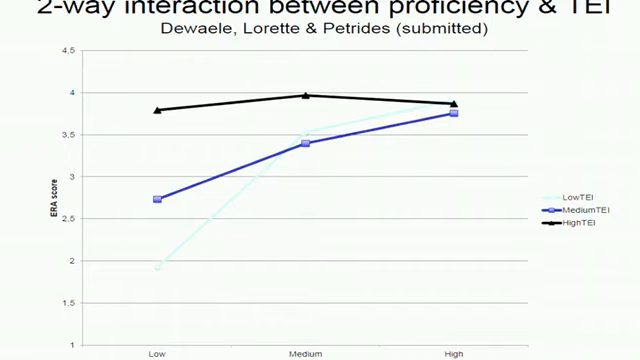 2-way interaction between proficiency & TEI
Dewaele, Lorette & Petrides (submitted)
4.5
4
3.5
3
2.5
2
1.5
1
ERA score
LowTEI
MediumTEI
HighTEI
Low Medium High